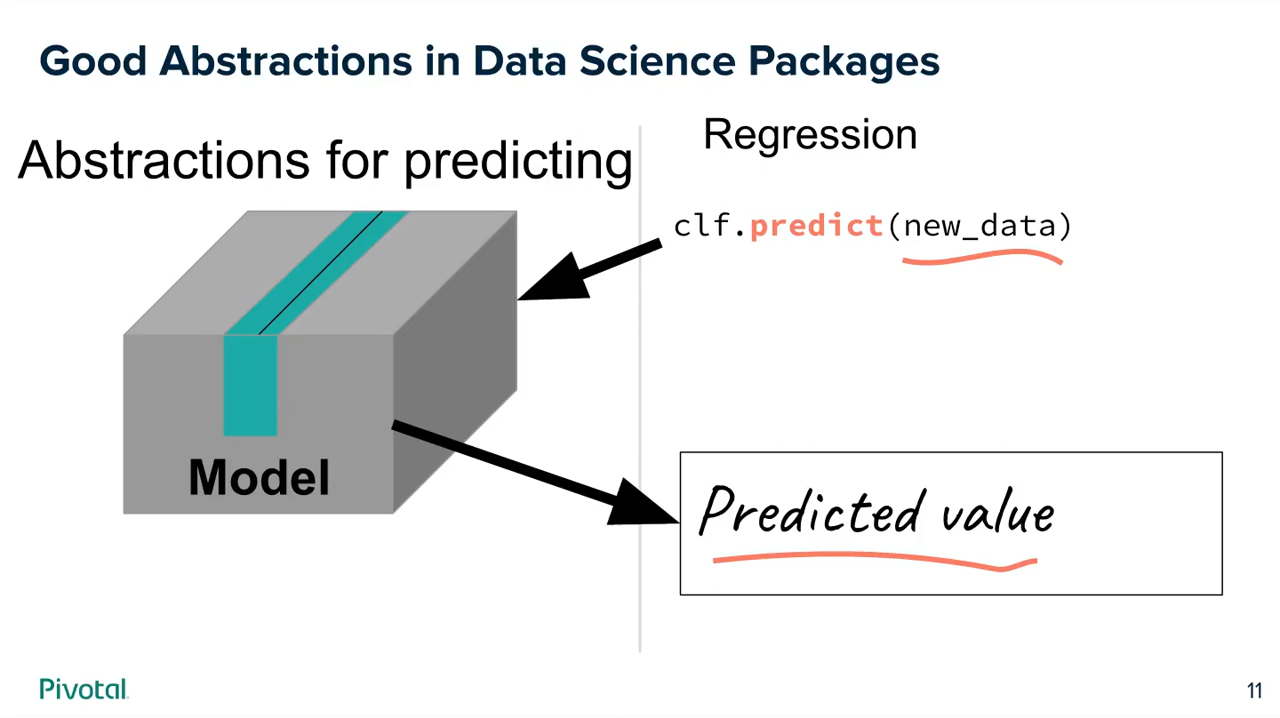 Good Abstractions in Data Science Packages
Abstractions for predicting
Model
Regression
clf.predict(new_data)
Predicted value
Pivotal
11